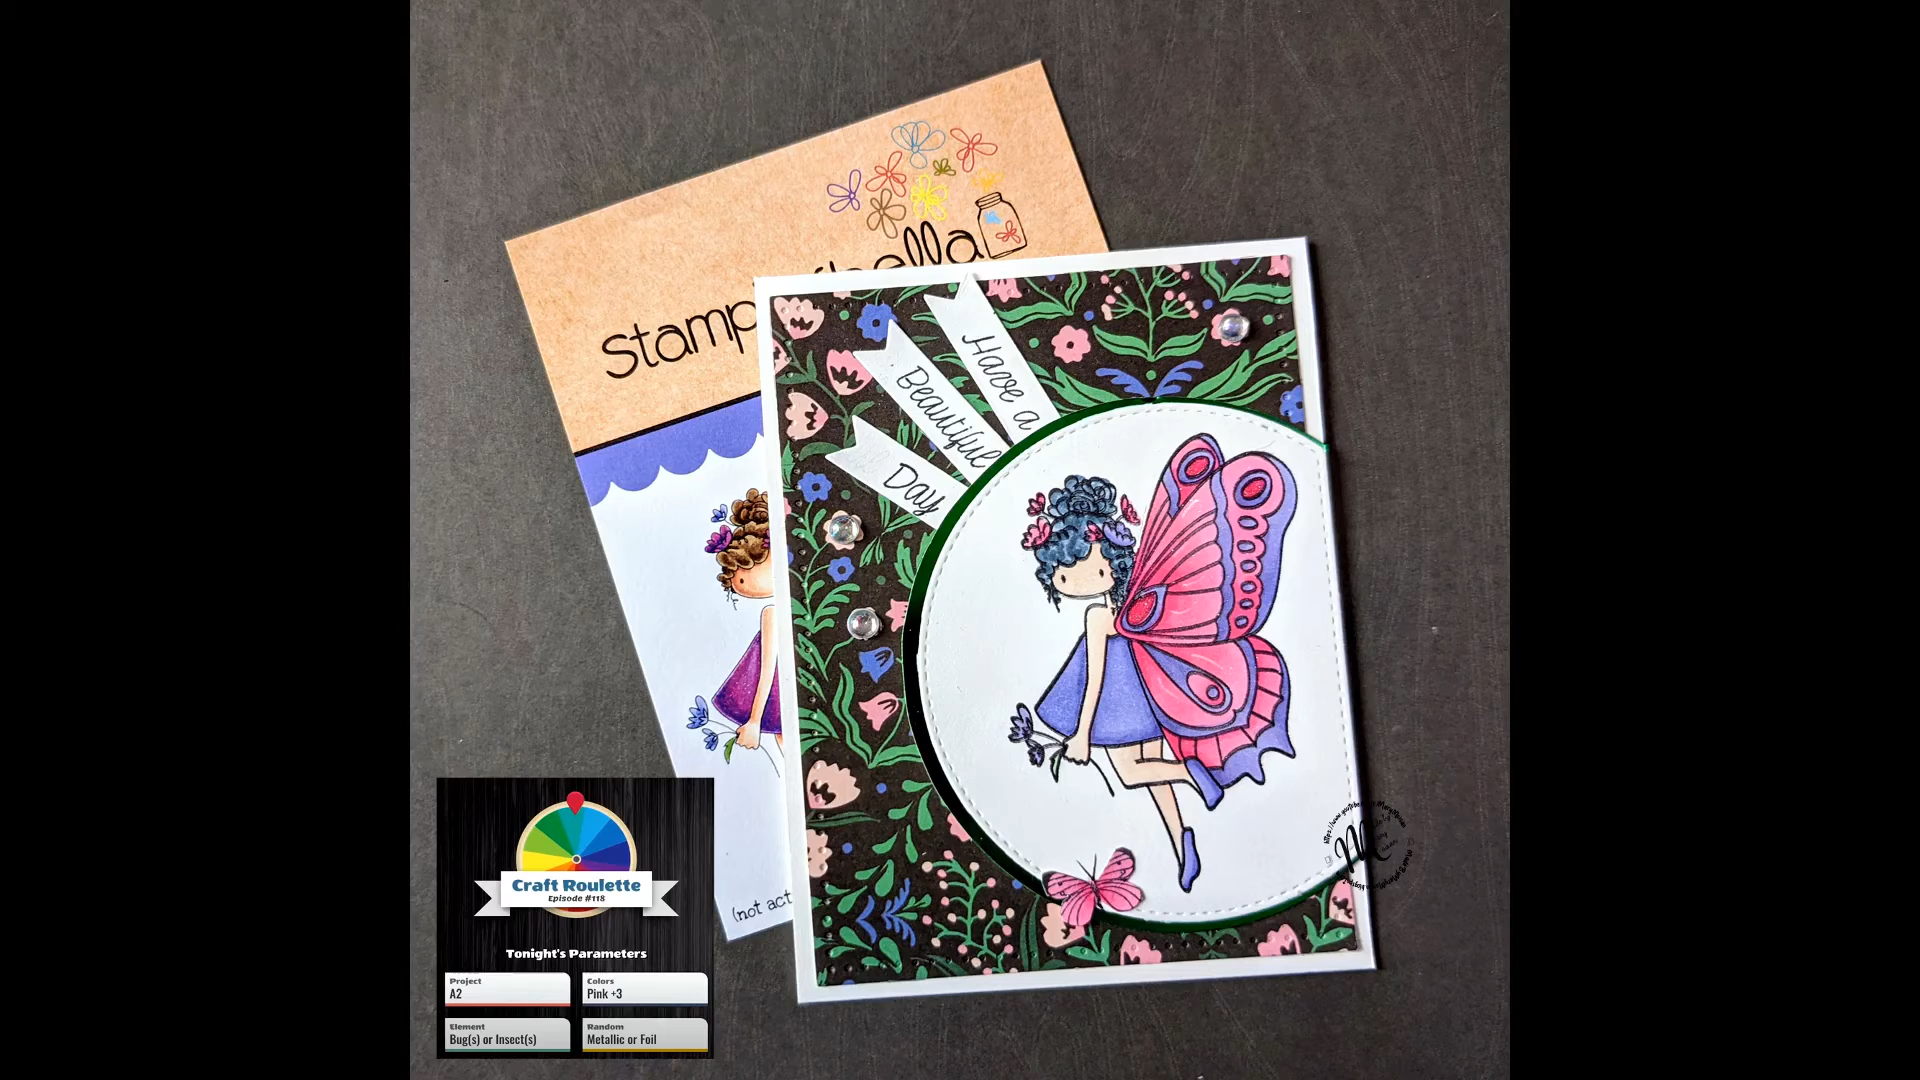 Stamp
bella
Have a
Beautiful
Day
(not act
Craft Roulette
Episode #118
Tonight's Parameters
Project
A2
Colors
Pink +3
Element
Bug(s) or Insect(s)
Random
Metallic or Foil